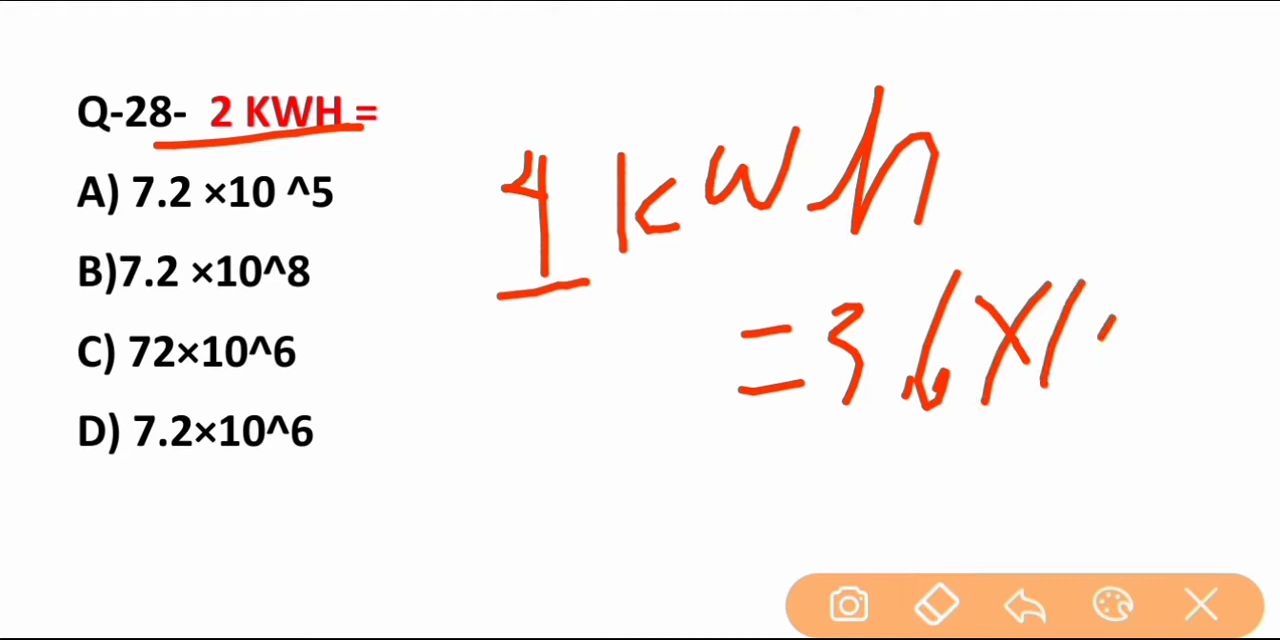 Q-28- 2 KWH =
A) 7.2 ×10 ^5
B)7.2 ×10^8
C) 72×10^6
D) 7.2×10^6
1 kwh
= 3.6×1